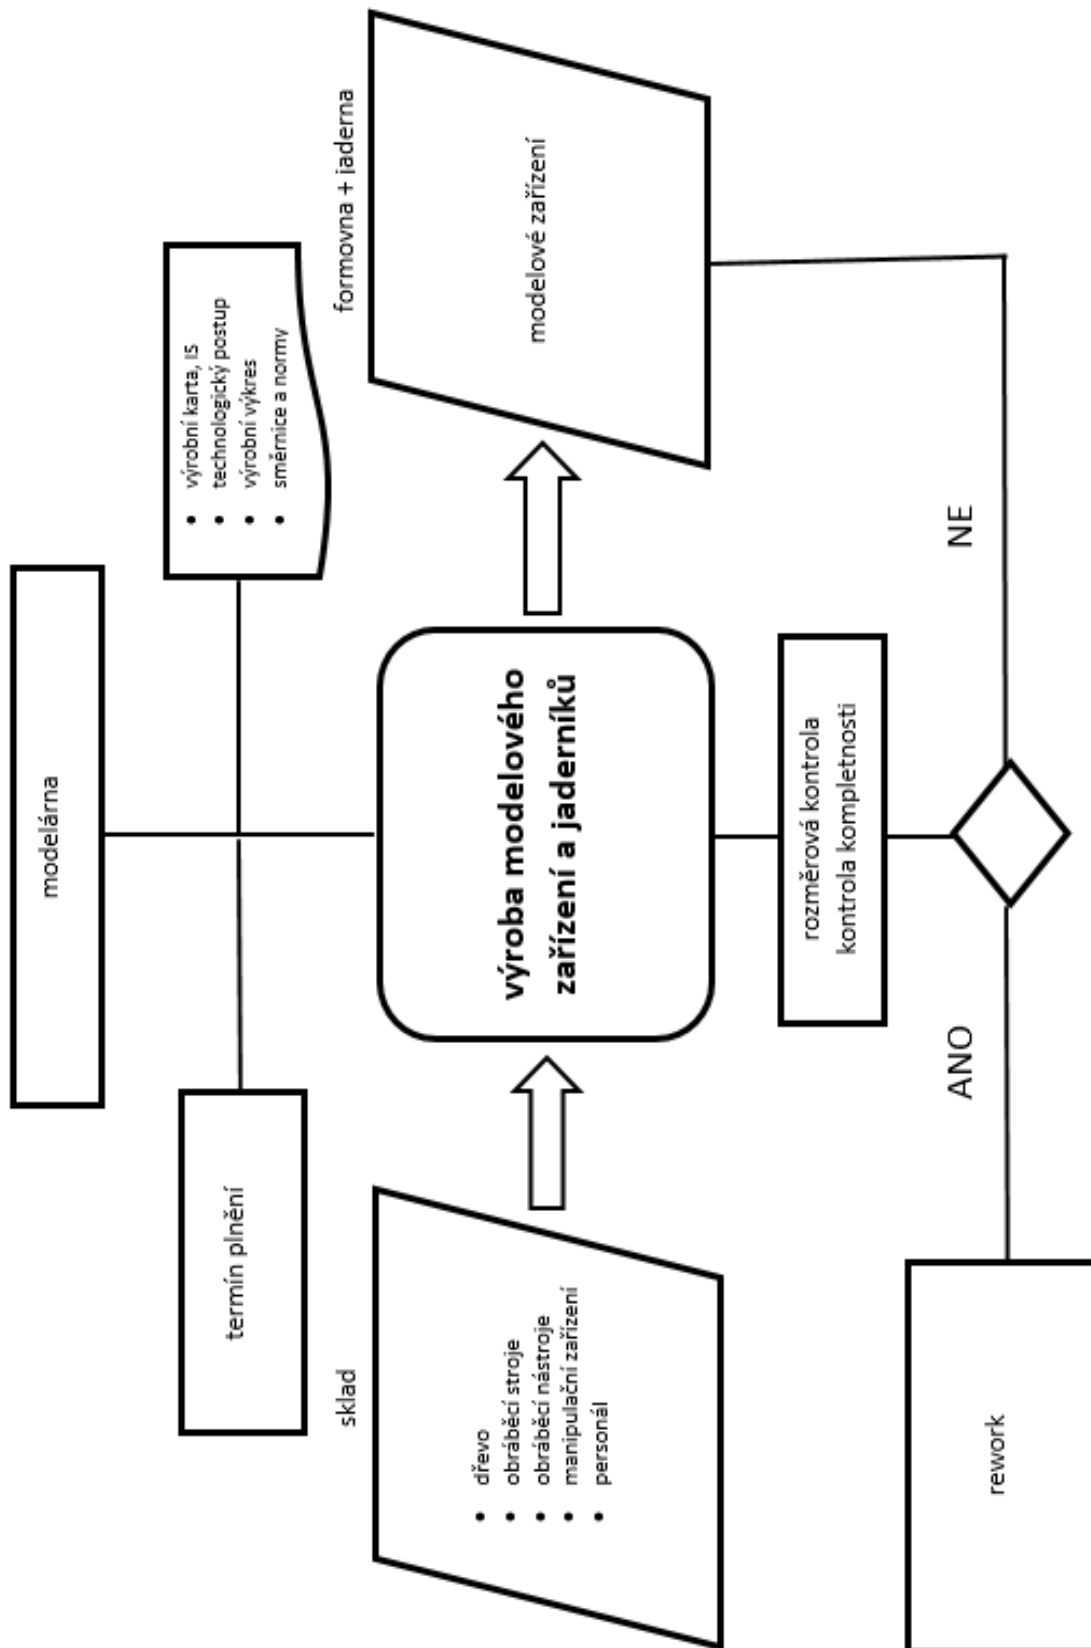 modelárna
termín plnění
• výrobní karta, IS
• technologický postup
• výrobní výkres
• směrnice a normy
sklad
formovna + jaderna
• dřevo
• obráběcí stroje
• obráběcí nástroje
• manipulační zařízení
• personál
výroba modelového
zařízení a jaderníků
modelové zařízení
rozměrová kontrola
kontrola kompletnosti
ANO
NE
rework